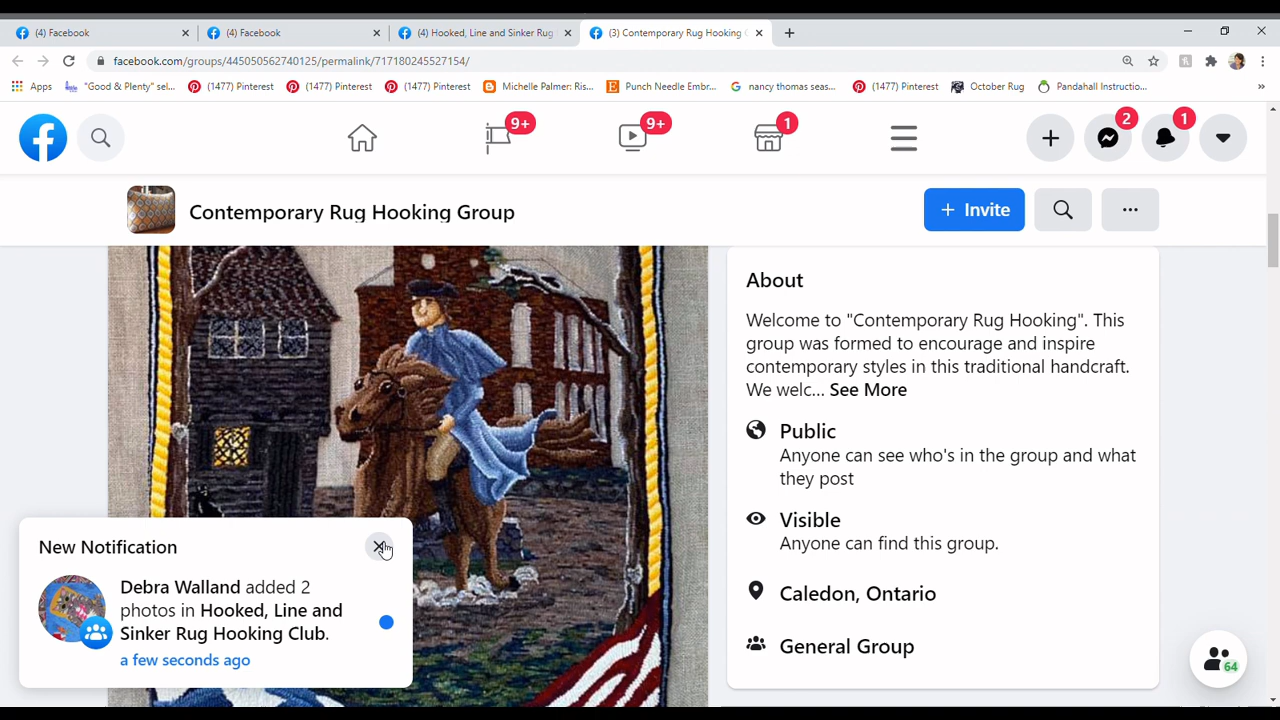 (4) Facebook
(4) Facebook
(4) Hooked, Line and Sinker Rug
(3) Contemporary Rug Hooking
facebook.com/groups/445050562740125/permalink/717180245527154/
Apps
"Good & Plenty" sel...
(1477) Pinterest
(1477) Pinterest
(1477) Pinterest
Michelle Palmer: Ris...
Punch Needle Embr...
nancy thomas seas...
(1477) Pinterest
October Rug
Pandahall Instructio...
9+
9+
1
2
1
Contemporary Rug Hooking Group
+ Invite
About
Welcome to "Contemporary Rug Hooking". This
group was formed to encourage and inspire
contemporary styles in this traditional handcraft.
We welc... See More
Public
Anyone can see who's in the group and what
they post
Visible
Anyone can find this group.
Caledon, Ontario
General Group
New Notification
Debra Walland added 2
photos in Hooked, Line and
Sinker Rug Hooking Club.
a few seconds ago
64